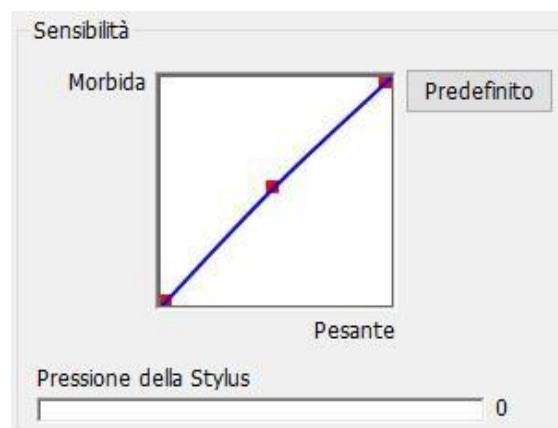 Sensibilità
Morbida
Predefinito
Pesante
Pressione della Stylus
0